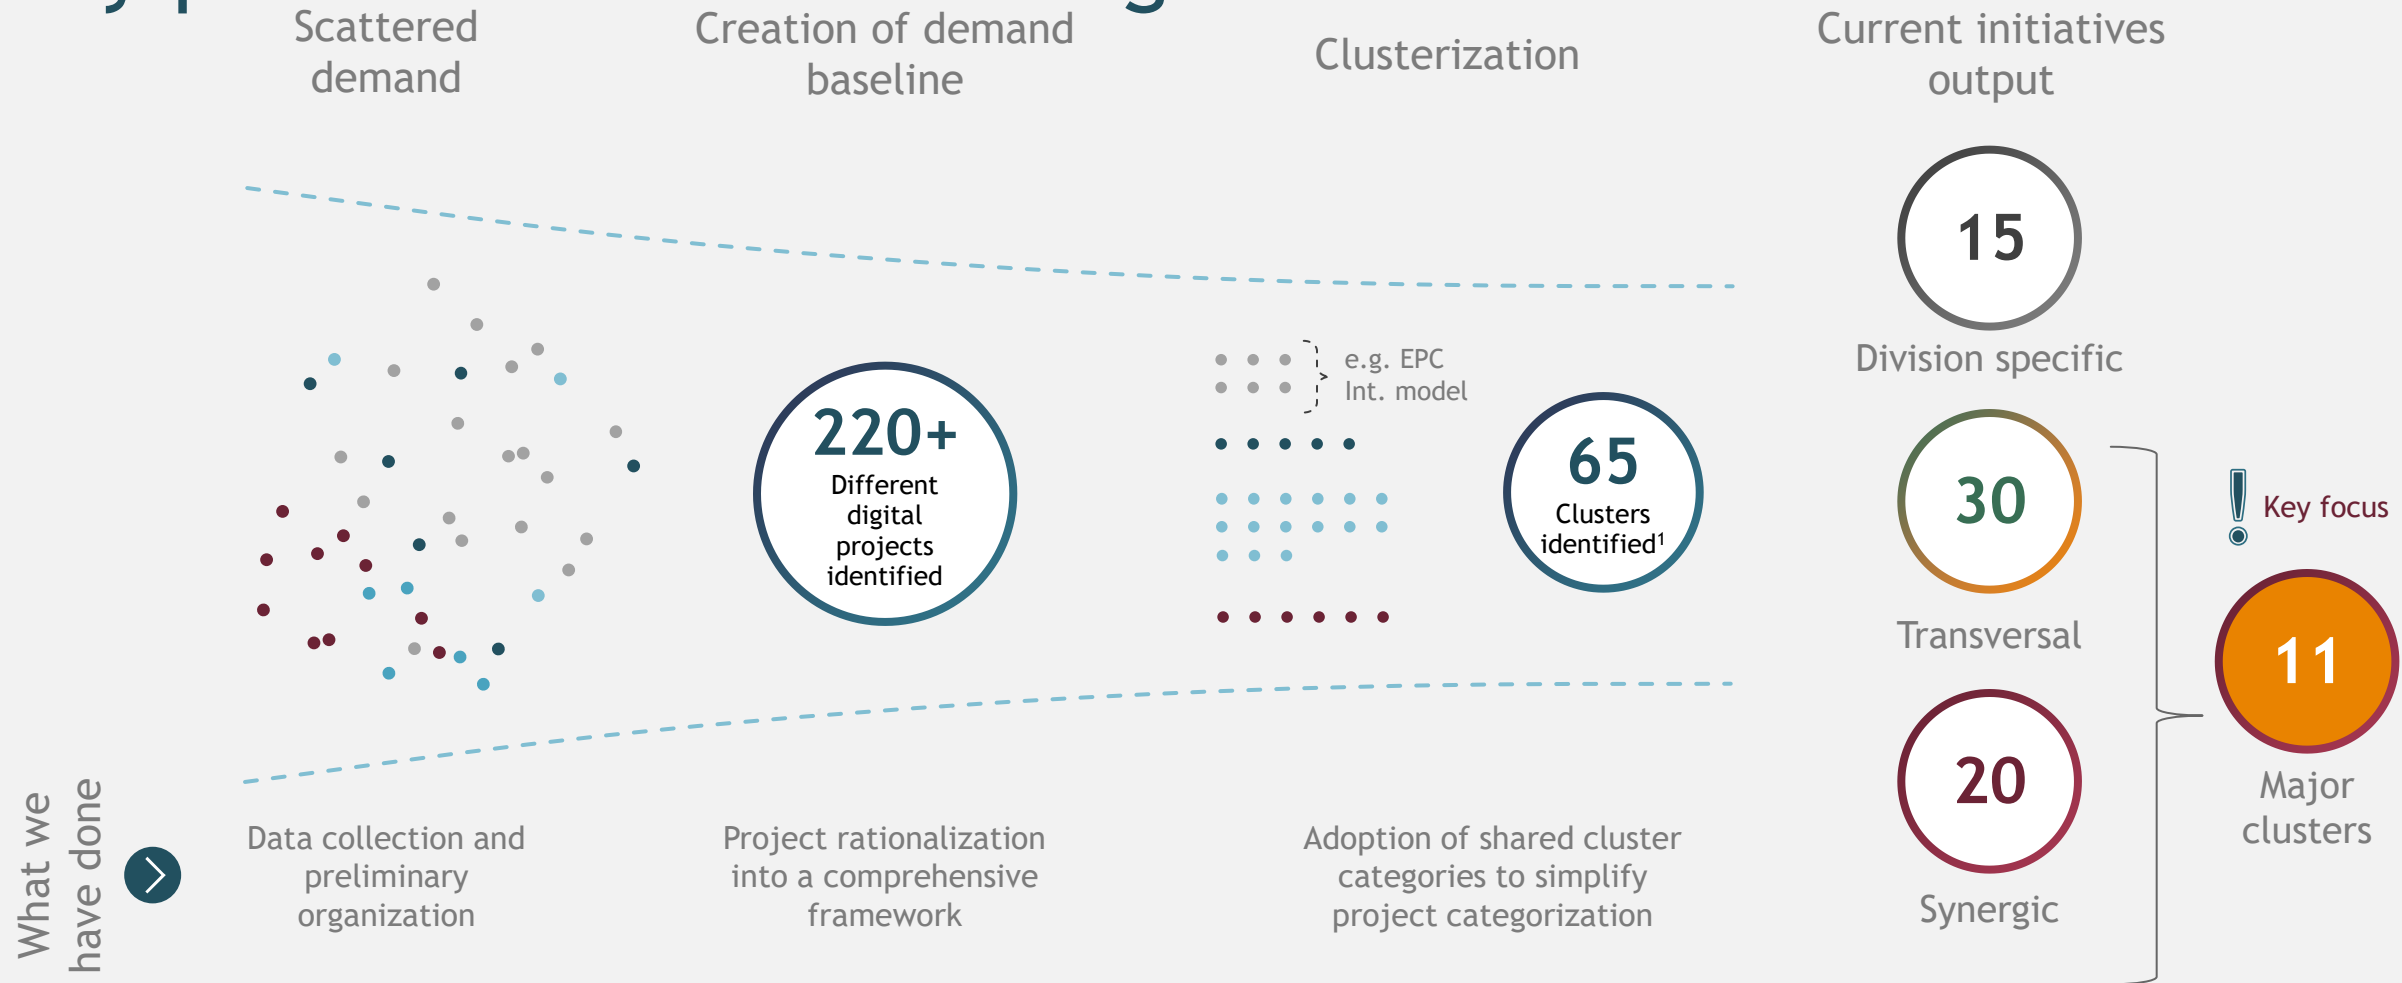 Scattered
demand
Creation of demand
baseline
Clusterization
Current initiatives
output
15
Division specific
e.g. EPC
Int. model
220+
Different
digital
projects
identified
65
Clusters
identified¹
30
Transversal
Key focus
11
Major
clusters
20
Synergic
What we
have done
Data collection and
preliminary
organization
Project rationalization
into a comprehensive
framework
Adoption of shared cluster
categories to simplify
project categorization